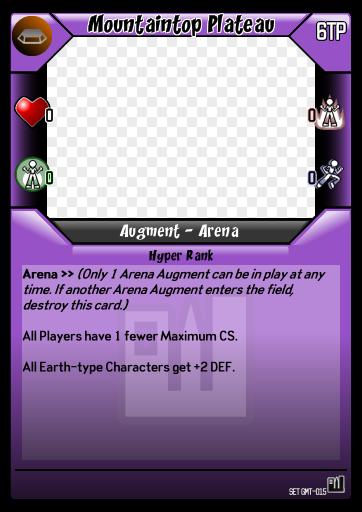 Mountaintop Plateau
6TP
0
0
0
0
Augment - Arena
Hyper Rank
Arena >> (Only 1 Arena Augment can be in play at any
time. If another Arena Augment enters the field,
destroy this card.)
All Players have 1 fewer Maximum CS.
All Earth-type Characters get +2 DEF.
SET GMT-015